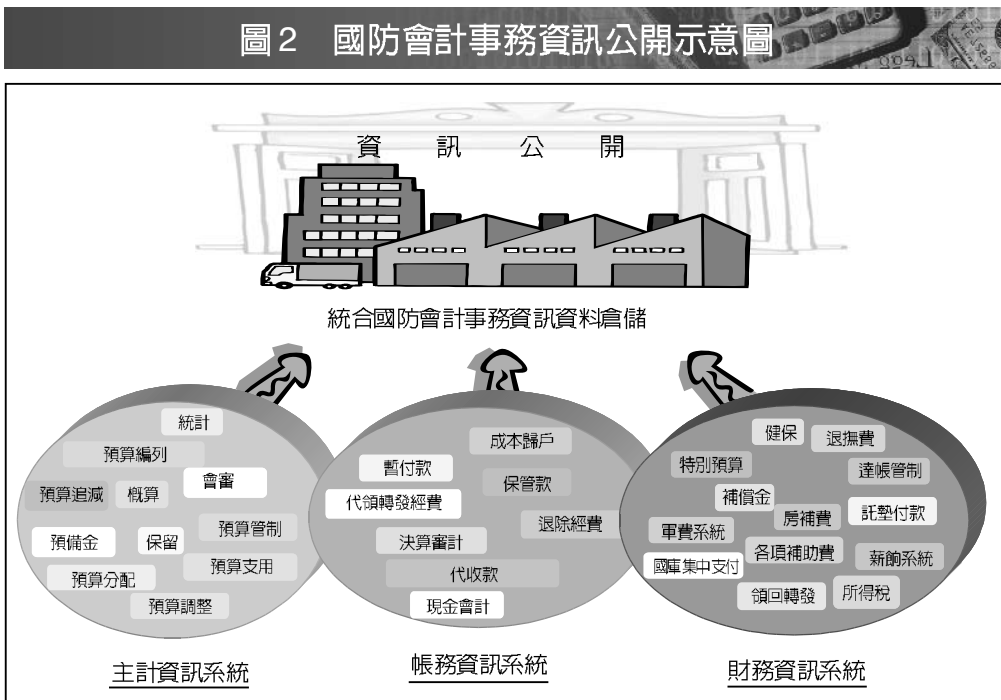 圖2 國防會計事務資訊公開示意圖
資訊公開
統合國防會計事務資訊資料倉儲
統計
預算編列
會審
預算追減
概算
預算管制
預備金
保留
預算支用
預算分配
預算調整
主計資訊系統
成本歸戶
暫付款
保管款
代領轉發經費
退除經費
決算審計
代收款
現金會計
帳務資訊系統
健保
退撫費
特別預算
達帳管制
補償金
房補費
託墊付款
軍費系統
各項補助費
薪餉系統
國庫集中支付
領回轉發
所得稅
財務資訊系統